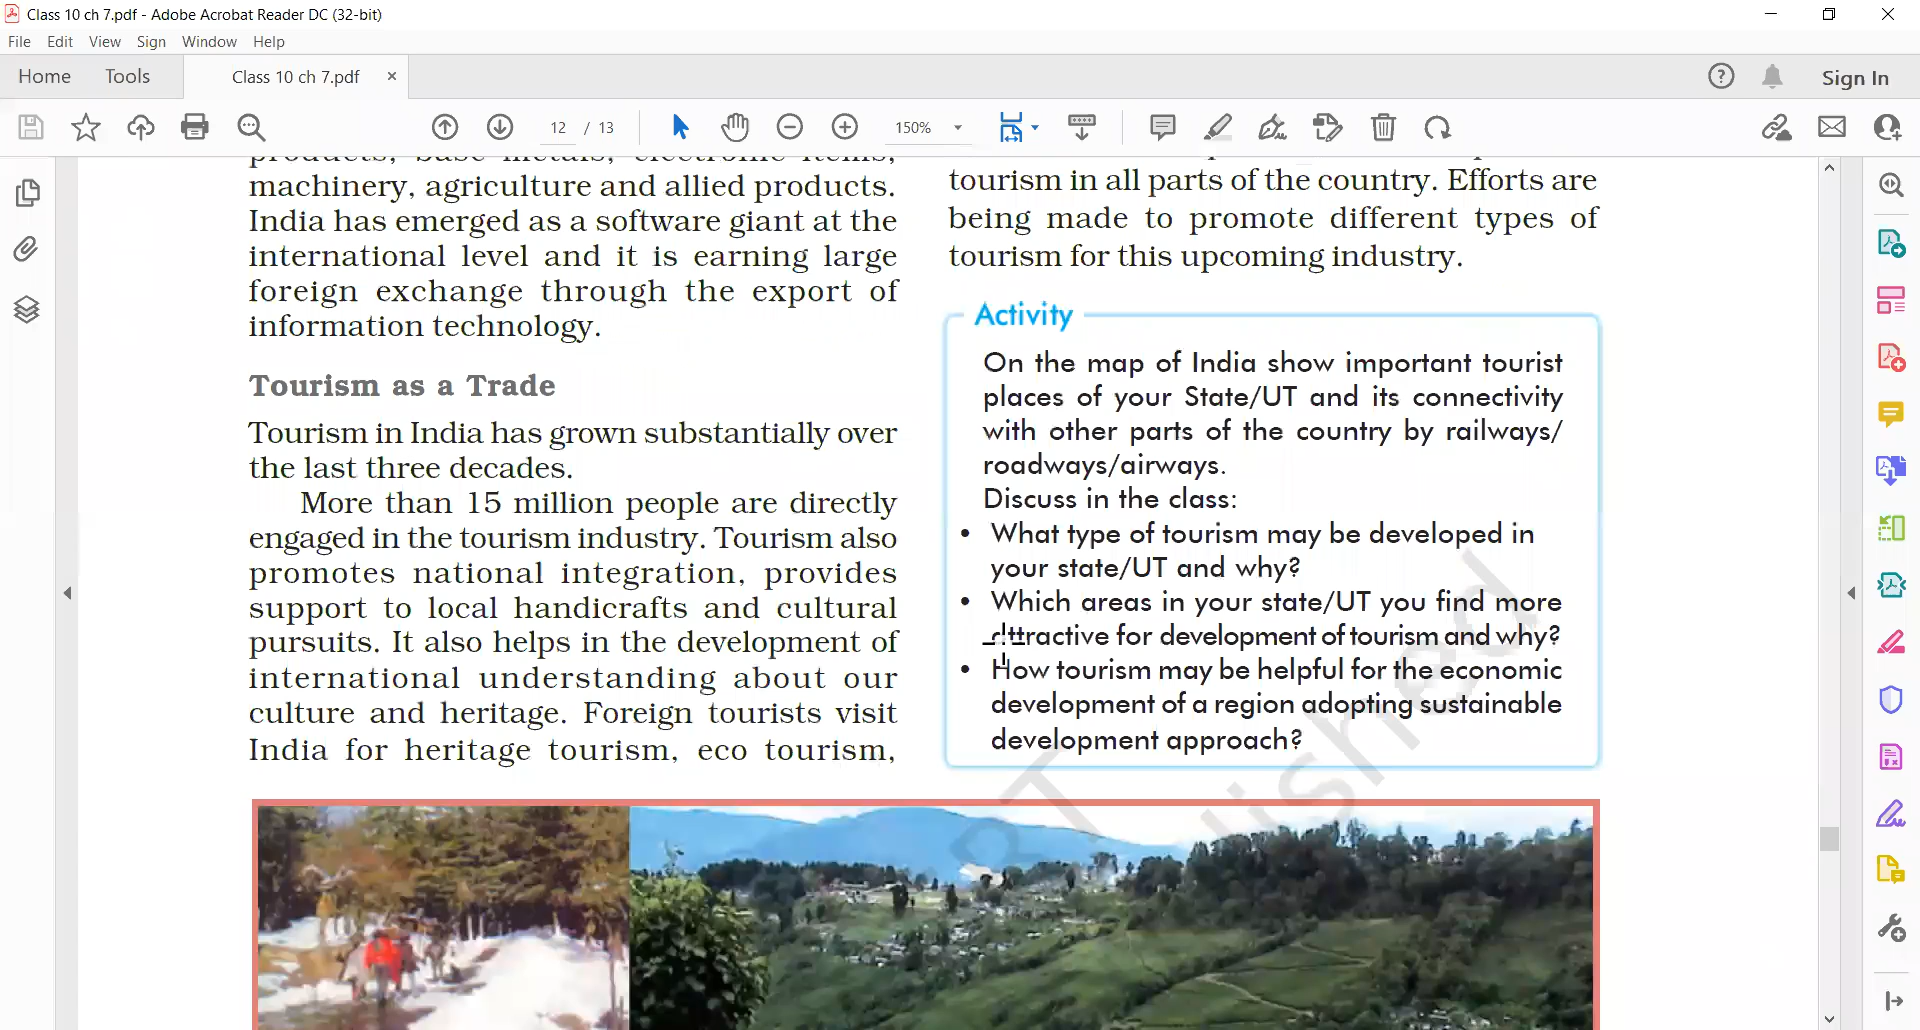 Class 10 ch 7.pdf - Adobe Acrobat Reader DC (32-bit)
File Edit View Sign Window Help
Home Tools Class 10 ch 7.pdf × Sign In
12 / 13 150%
products, base metals, electronic items,
machinery, agriculture and allied products.
India has emerged as a software giant at the
international level and it is earning large
foreign exchange through the export of
information technology.
Tourism as a Trade
Tourism in India has grown substantially over
the last three decades.
More than 15 million people are directly
engaged in the tourism industry. Tourism also
promotes national integration, provides
support to local handicrafts and cultural
pursuits. It also helps in the development of
international understanding about our
culture and heritage. Foreign tourists visit
India for heritage tourism, eco tourism,
tourism in all parts of the country. Efforts are
being made to promote different types of
tourism for this upcoming industry.
Activity
On the map of India show important tourist
places of your State/UT and its connectivity
with other parts of the country by railways/
roadways/airways.
Discuss in the class:
• What type of tourism may be developed in
your state/UT and why?
• Which areas in your state/UT you find more
attractive for development of tourism and why?
• How tourism may be helpful for the economic
development of a region adopting sustainable
development approach?